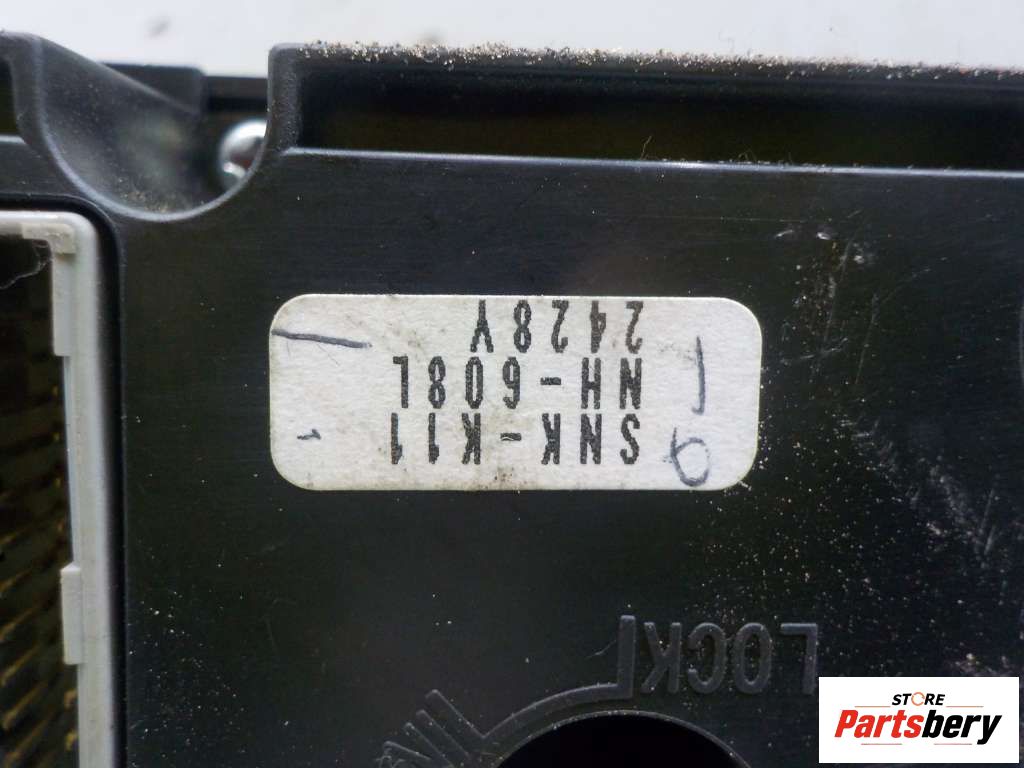 SNK-K11
NH-608L
2428Y
LOCK
STORE
Partsbery